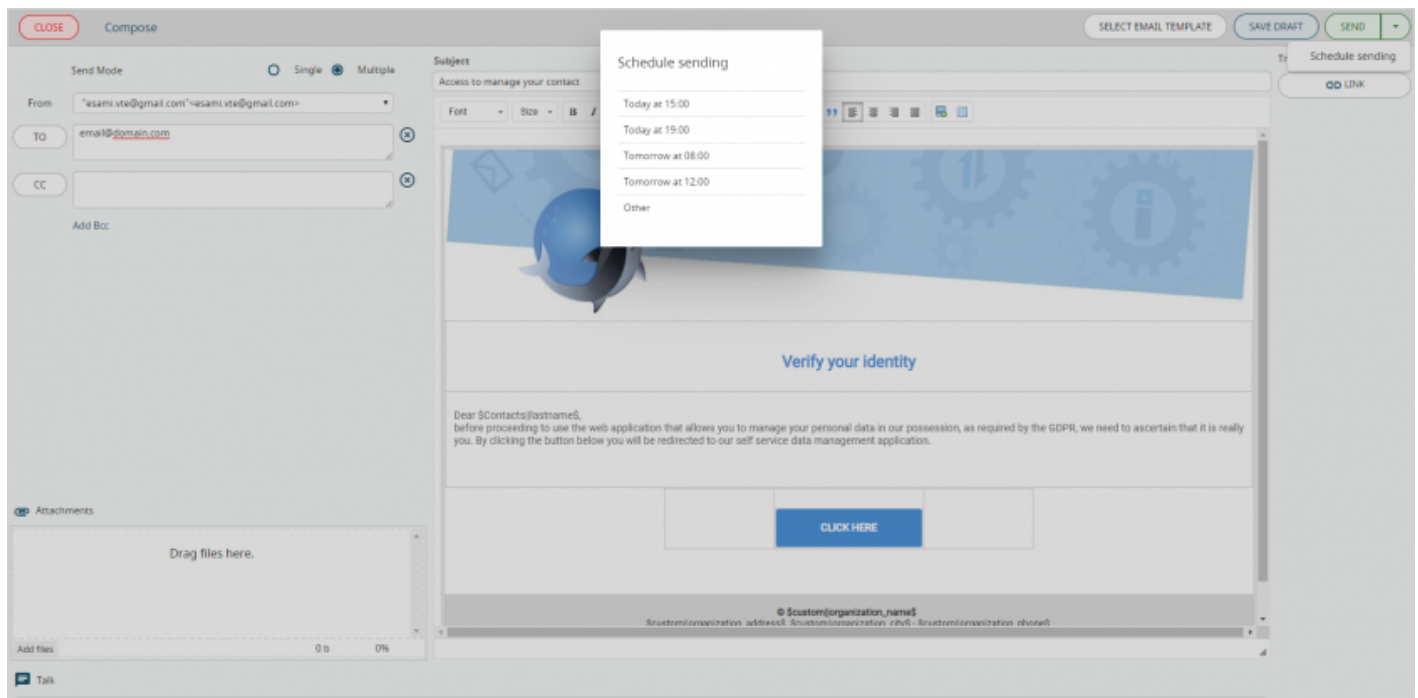 CLOSE
Compose
SELECT EMAIL TEMPLATE
SAVE DRAFT
SEND
Schedule sending
LINK
Send Mode
Single
Multiple
From
"esami.vte@gmail.com"<esami.vte@gmail.com>
TO
email@domain.com
CC
Add Bcc
Subject
Access to manage your contact
Font
Size
B
I
Schedule sending
Today at 15:00
Today at 19:00
Tomorrow at 08:00
Tomorrow at 12:00
Other
Verify your identity
Dear $Contacts||lastname$,
before proceeding to use the web application that allows you to manage your personal data in our possession, as required by the GDPR, we need to ascertain that it is really
you. By clicking the button below you will be redirected to our self service data management application.
CLICK HERE
© $custom||organization_name$
$custom||organization_address$, $custom||organization_city$ - $custom||organization_phone$
Attachments
Drag files here.
Add files
0 b
0%
Talk